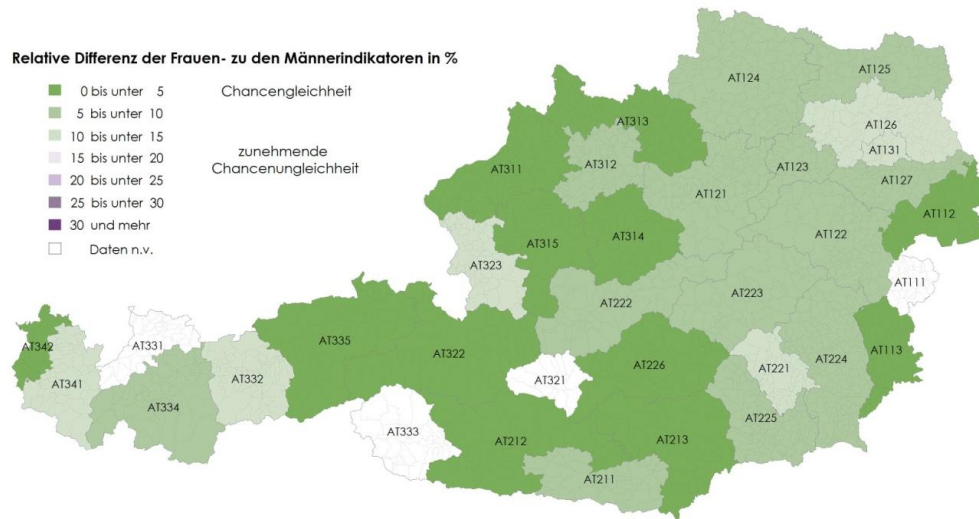 Relative Differenz der Frauen- zu den Männerindikatoren in %
0 bis unter 5 Chancengleichheit
5 bis unter 10
10 bis unter 15
15 bis unter 20 zunehmende
20 bis unter 25 Chancenungleichheit
25 bis unter 30
30 und mehr
Daten n.v.
AT124
AT125
AT313
AT126
AT131
AT312
AT311
AT123
AT127
AT121
AT112
AT122
AT314
AT315
AT323
AT111
AT222
AT223
AT335
AT331
AT342
AT322
AT113
AT224
AT226
AT221
AT321
AT332
AT341
AT334
AT225
AT333
AT212
AT213
AT211